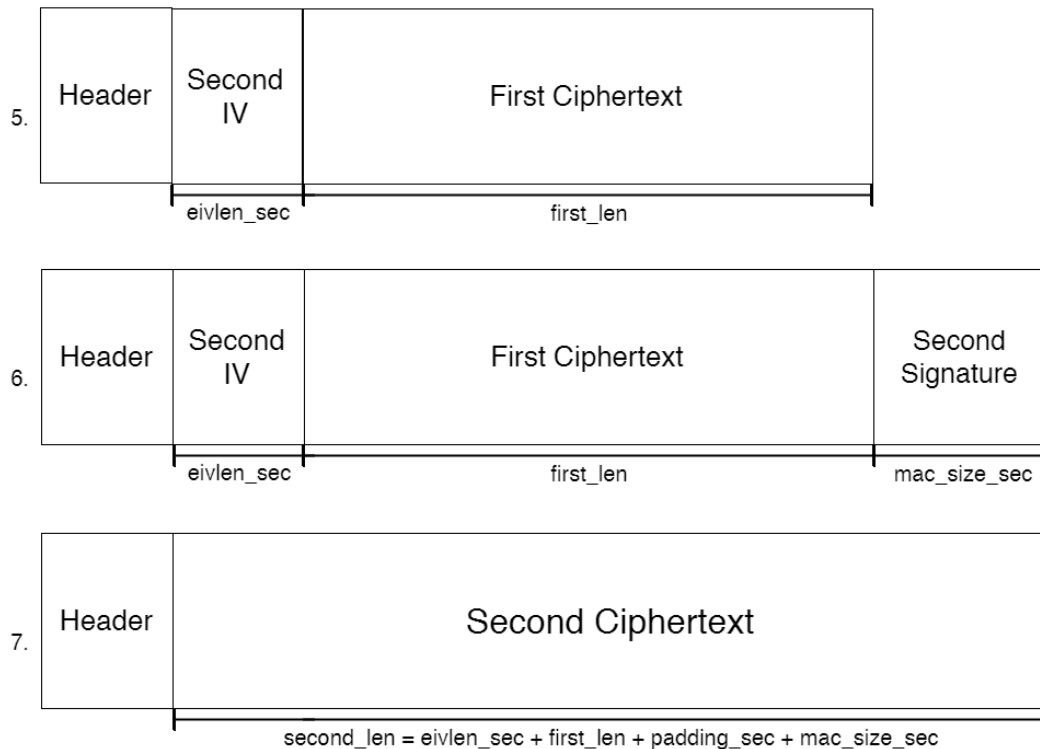 5.
Header
Second
IV
First Ciphertext
eivlen_sec
first_len
6.
Header
Second
IV
First Ciphertext
Second
Signature
eivlen_sec
first_len
mac_size_sec
7.
Header
Second Ciphertext
second_len = eivlen_sec + first_len + padding_sec + mac_size_sec